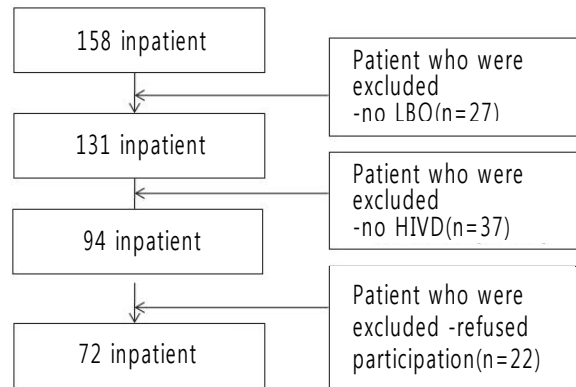 158 inpatient
Patient who were
excluded
-no LBO(n=27)
131 inpatient
Patient who were
excluded
-no HIVD(n=37)
94 inpatient
Patient who were
excluded -refused
participation(n=22)
72 inpatient